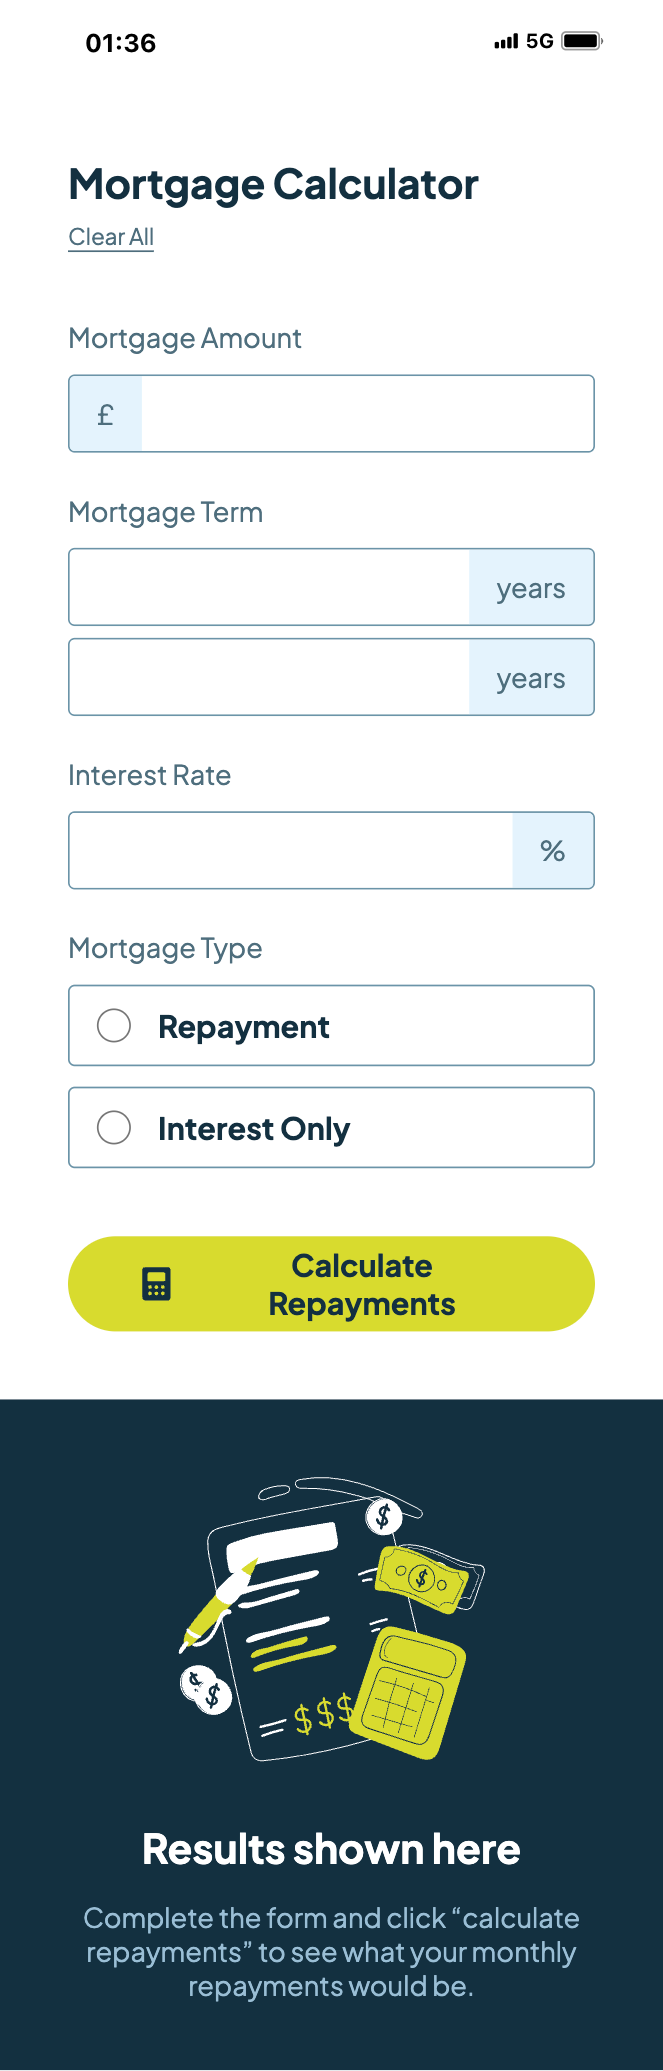 01:36
5G
Mortgage Calculator
Clear All
Mortgage Amount
£
Mortgage Term
years
years
Interest Rate
%
Mortgage Type
Repayment
Interest Only
Calculate
Repayments
$
$
$
$
$$$
Results shown here
Complete the form and click “calculate
repayments” to see what your monthly
repayments would be.